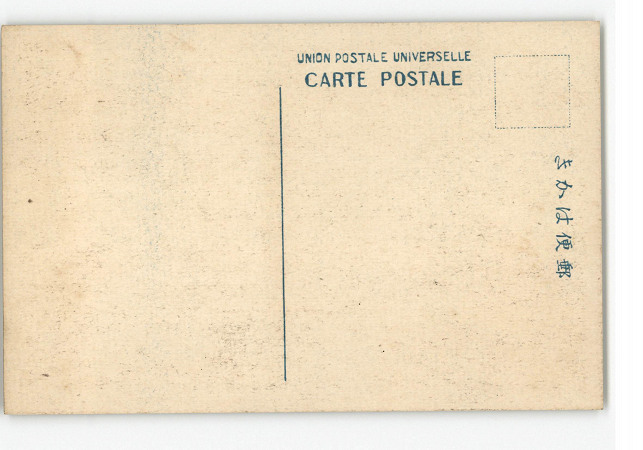 UNION POSTALE UNIVERSELLE
CARTE POSTALE
郵便はかき